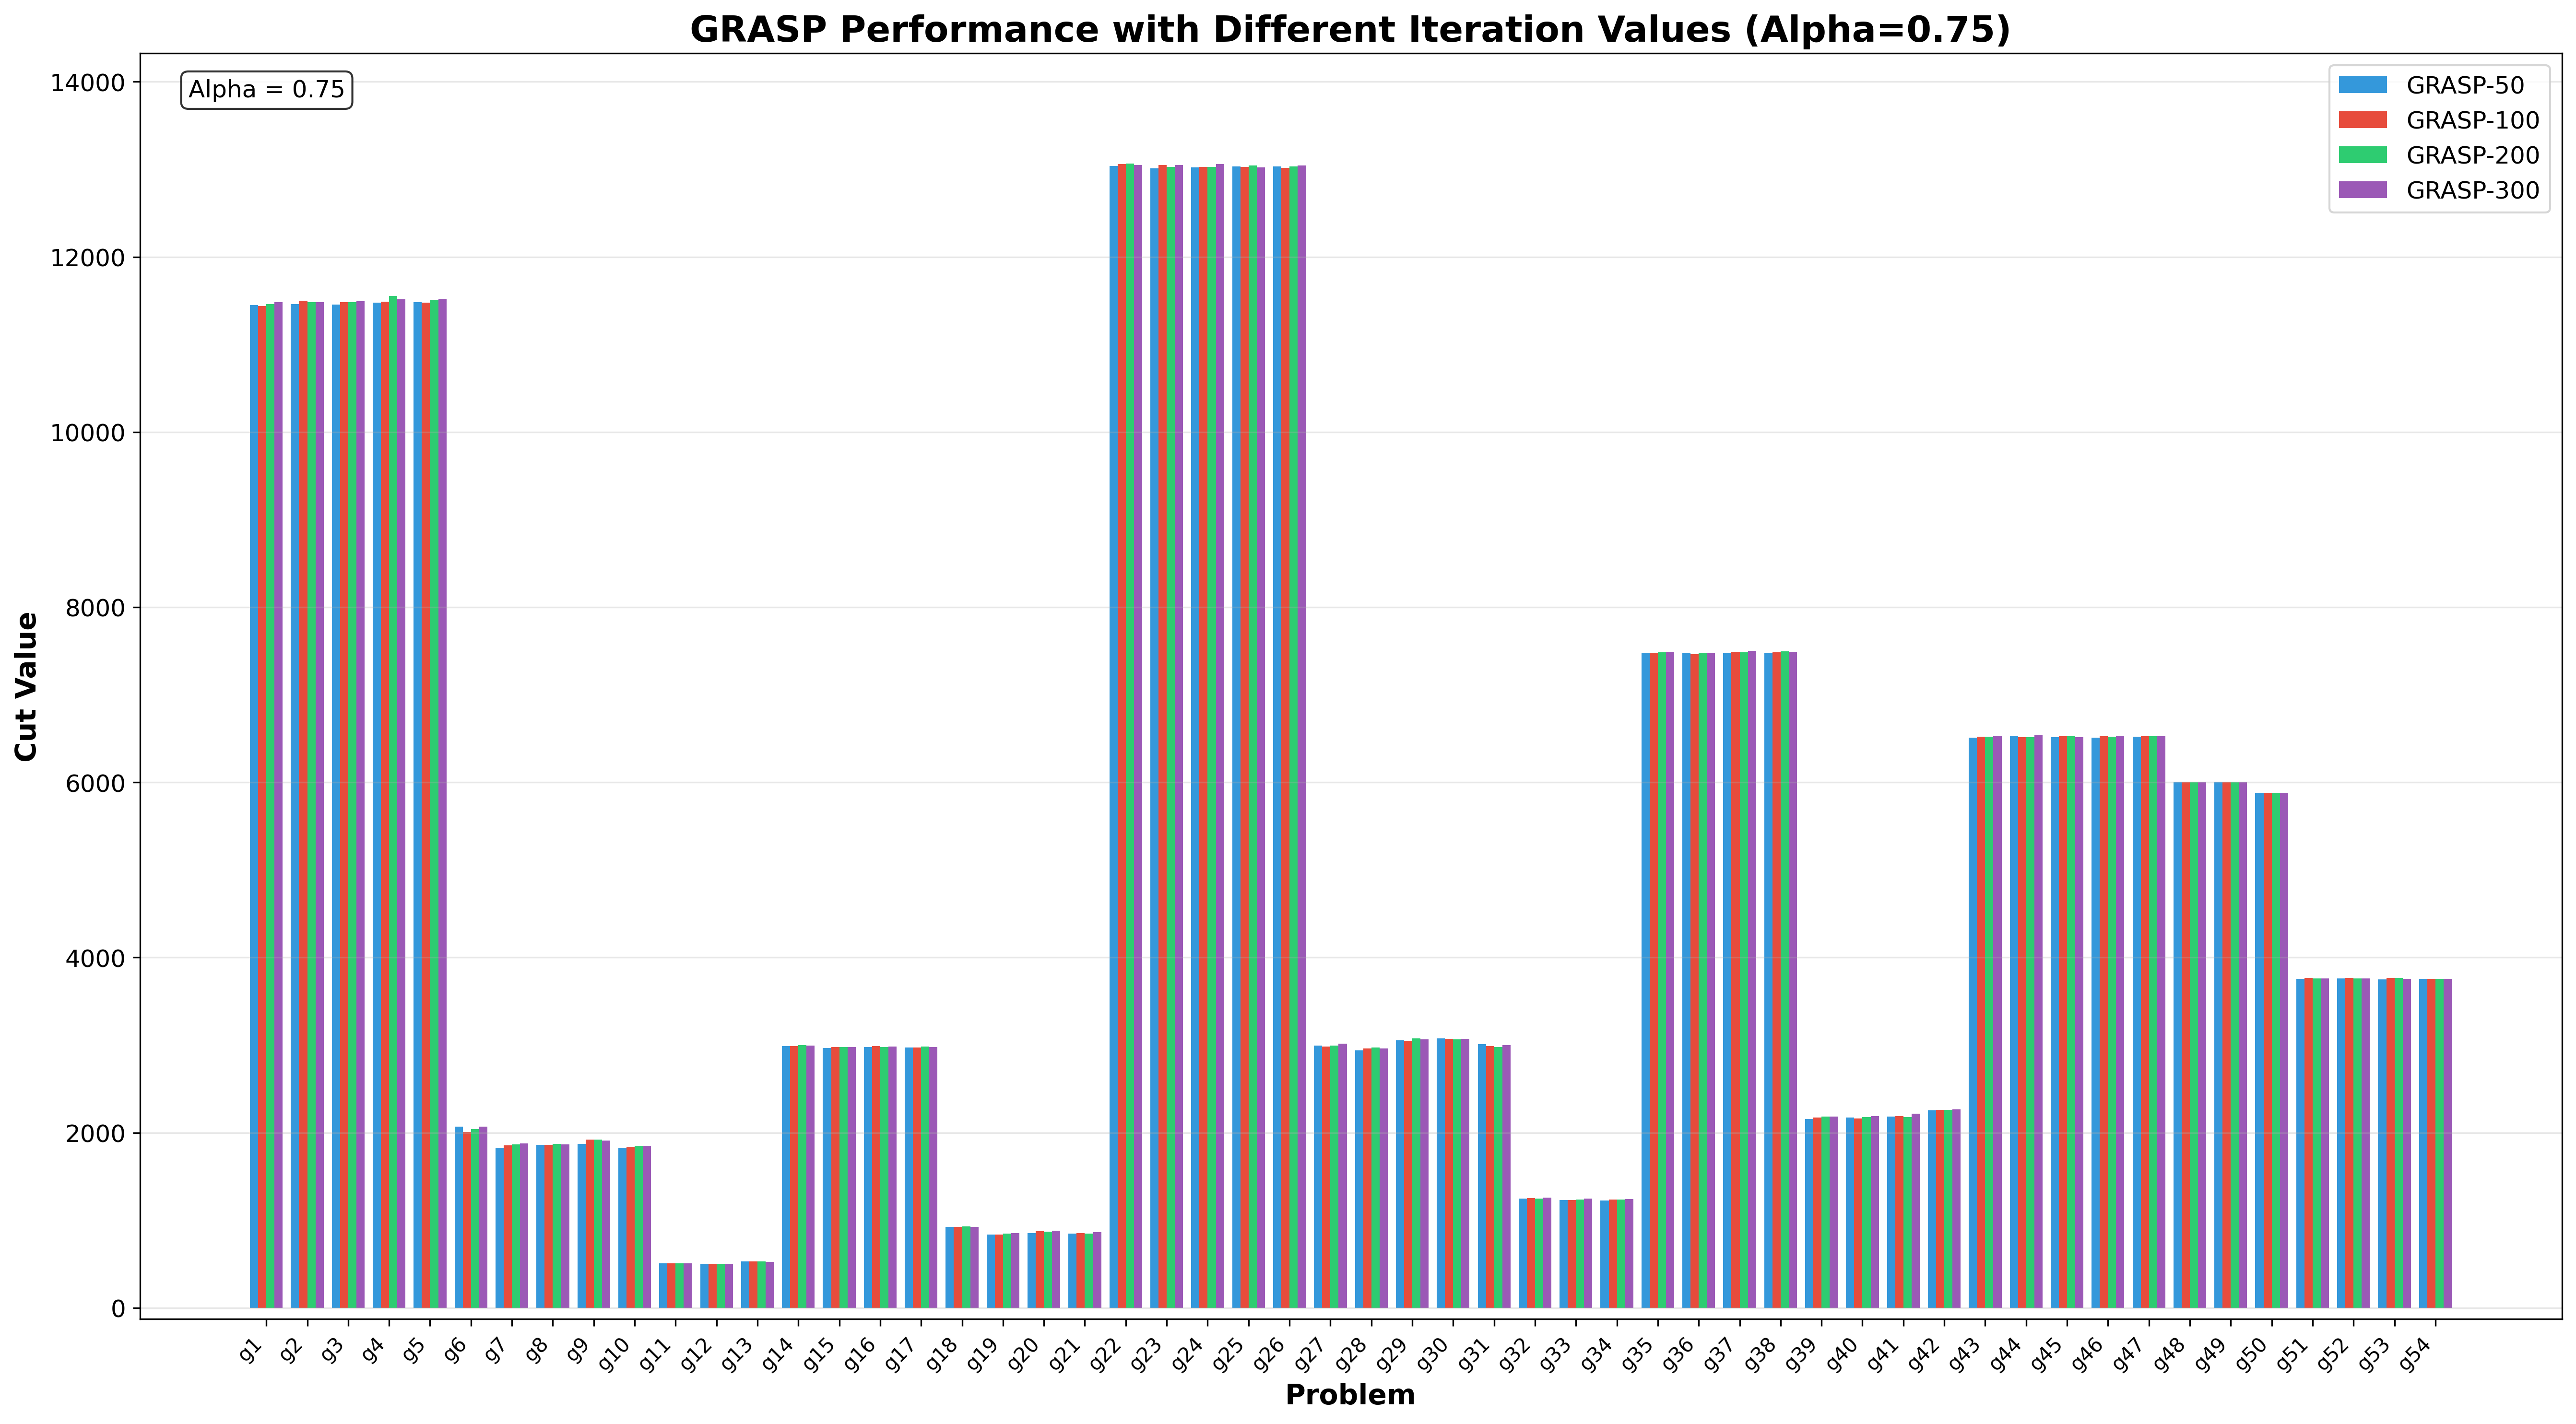 GRASP Performance with Different Iteration Values (Alpha=0.75)
Alpha = 0.75
GRASP-50
GRASP-100
GRASP-200
GRASP-300
14000
12000
10000
8000
6000
4000
2000
0
Cut Value
g1 g2 g3 g4 g5 g6 g7 g8 g9 g10 g11 g12 g13 g14 g15 g16 g17 g18 g19 g20 g21 g22 g23 g24 g25 g26 g27 g28 g29 g30 g31 g32 g33 g34 g35 g36 g37 g38 g39 g40 g41 g42 g43 g44 g45 g46 g47 g48 g49 g50 g51 g52 g53 g54
Problem